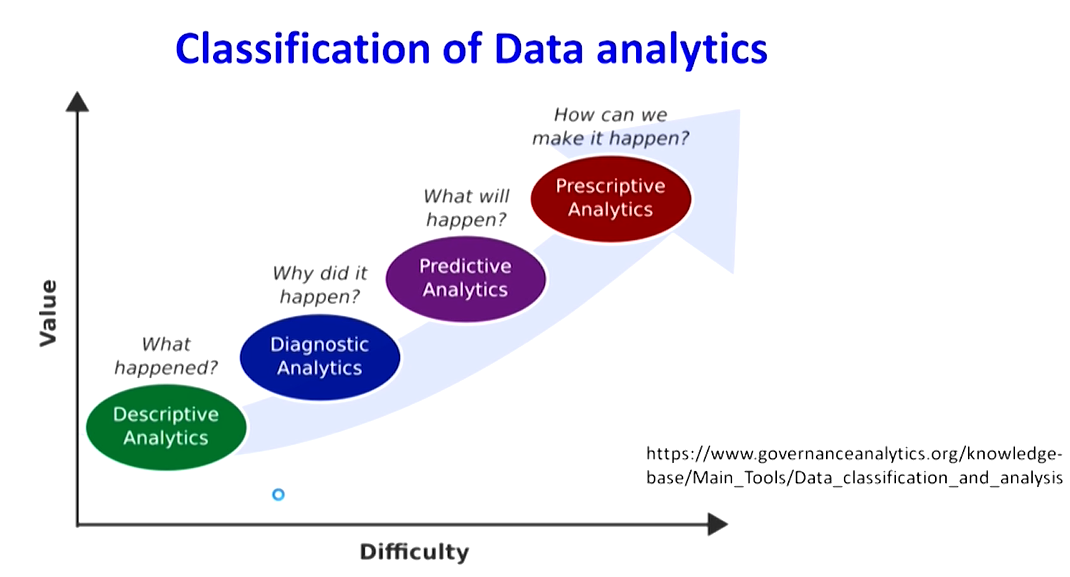 Classification of Data analytics
How can we
make it happen?
Prescriptive
Analytics
What will
happen?
Predictive
Analytics
Why did it
happen?
Diagnostic
Analytics
What
happened?
Descriptive
Analytics
Value
Difficulty
https://www.governanceanalytics.org/knowledge-
base/Main_Tools/Data_classification_and_analysis